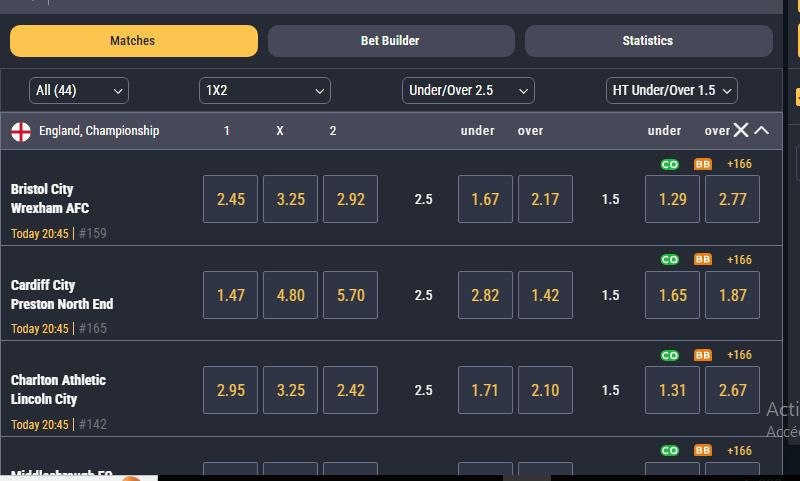 Matches Bet Builder Statistics
All (44) 1X2 Under/Over 2.5 HT Under/Over 1.5
England, Championship 1 X 2 under over under over
CO BB +166
Bristol City
Wrexham AFC
2.45 3.25 2.92 2.5 1.67 2.17 1.5 1.29 2.77
Today 20:45 | #159
CO BB +166
Cardiff City
Preston North End
1.47 4.80 5.70 2.5 2.82 1.42 1.5 1.65 1.87
Today 20:45 | #165
CO BB +166
Charlton Athletic
Lincoln City
2.95 3.25 2.42 2.5 1.71 2.10 1.5 1.31 2.67
Today 20:45 | #142
Acti
Accé
CO BB +166
Middlesbrough FC